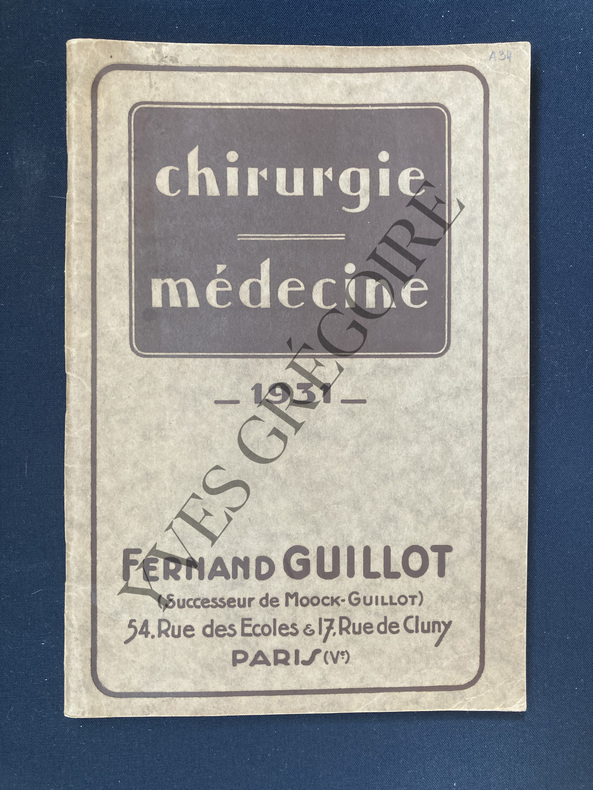 A34
chirurgie
médecine
— 1931 —
YVES GRÉGOIRE
FERNAND GUILLOT
(Successeur de MOOCK-GUILLOT)
54, Rue des Ecoles & 17, Rue de Cluny
PARIS (Vᵉ)